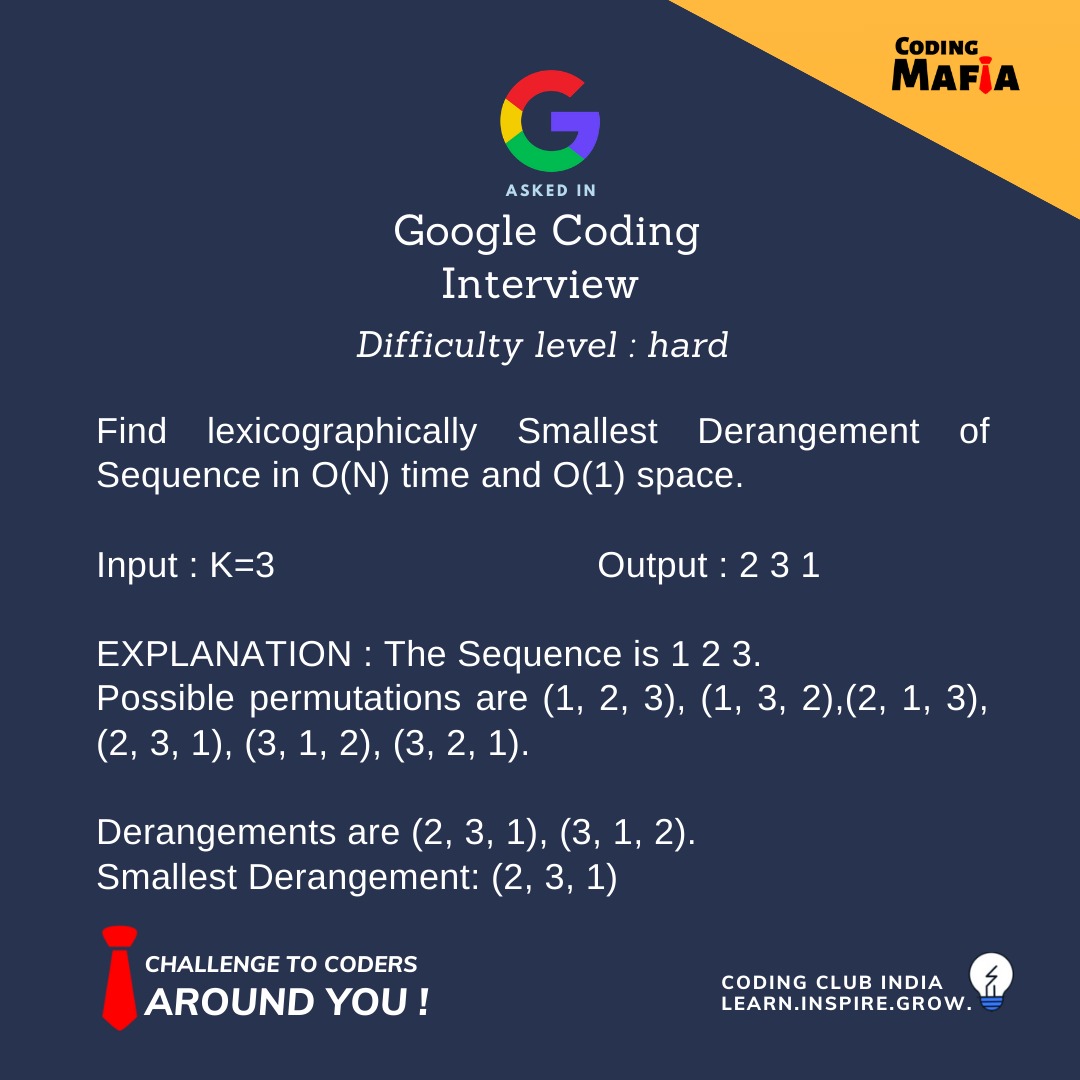 CODING
MAFIA
ASKED IN
Google Coding
Interview
Difficulty level : hard
Find lexicographically Smallest Derangement of
Sequence in O(N) time and O(1) space.
Input : K=3 Output : 2 3 1
EXPLANATION : The Sequence is 1 2 3.
Possible permutations are (1, 2, 3), (1, 3, 2),(2, 1, 3),
(2, 3, 1), (3, 1, 2), (3, 2, 1).
Derangements are (2, 3, 1), (3, 1, 2).
Smallest Derangement: (2, 3, 1)
CHALLENGE TO CODERS
AROUND YOU !
CODING CLUB INDIA
LEARN.INSPIRE.GROW.